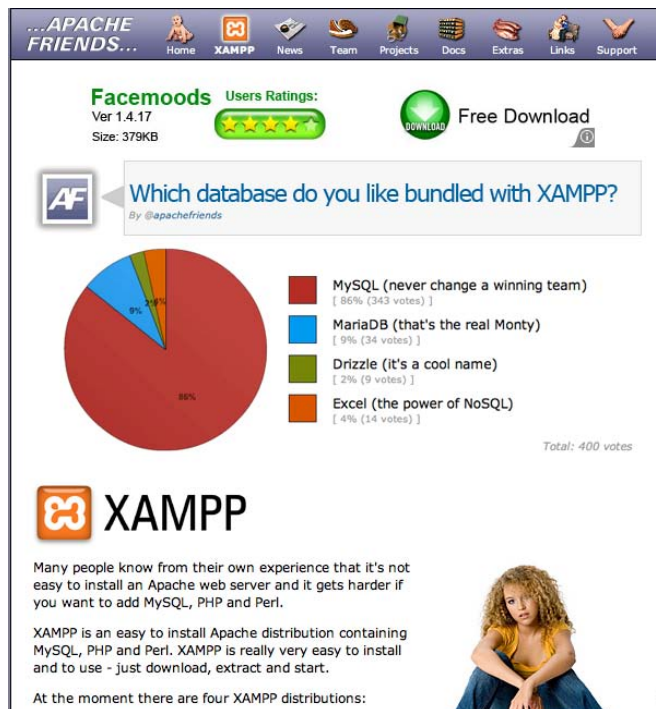 ...APACHE
FRIENDS...
Home
XAMPP
News
Team
Projects
Docs
Extras
Links
Support
Facemoods
Ver 1.4.17
Size: 379KB
Users Ratings:
DOWNLOAD
Free Download
AF
Which database do you like bundled with XAMPP?
By @apachefriends
9%
2%
4%
86%
MySQL (never change a winning team)
[ 86% (343 votes) ]
MariaDB (that's the real Monty)
[ 9% (34 votes) ]
Drizzle (it's a cool name)
[ 2% (9 votes) ]
Excel (the power of NoSQL)
[ 4% (14 votes) ]
Total: 400 votes
XAMPP
Many people know from their own experience that it's not
easy to install an Apache web server and it gets harder if
you want to add MySQL, PHP and Perl.
XAMPP is an easy to install Apache distribution containing
MySQL, PHP and Perl. XAMPP is really very easy to install
and to use - just download, extract and start.
At the moment there are four XAMPP distributions: